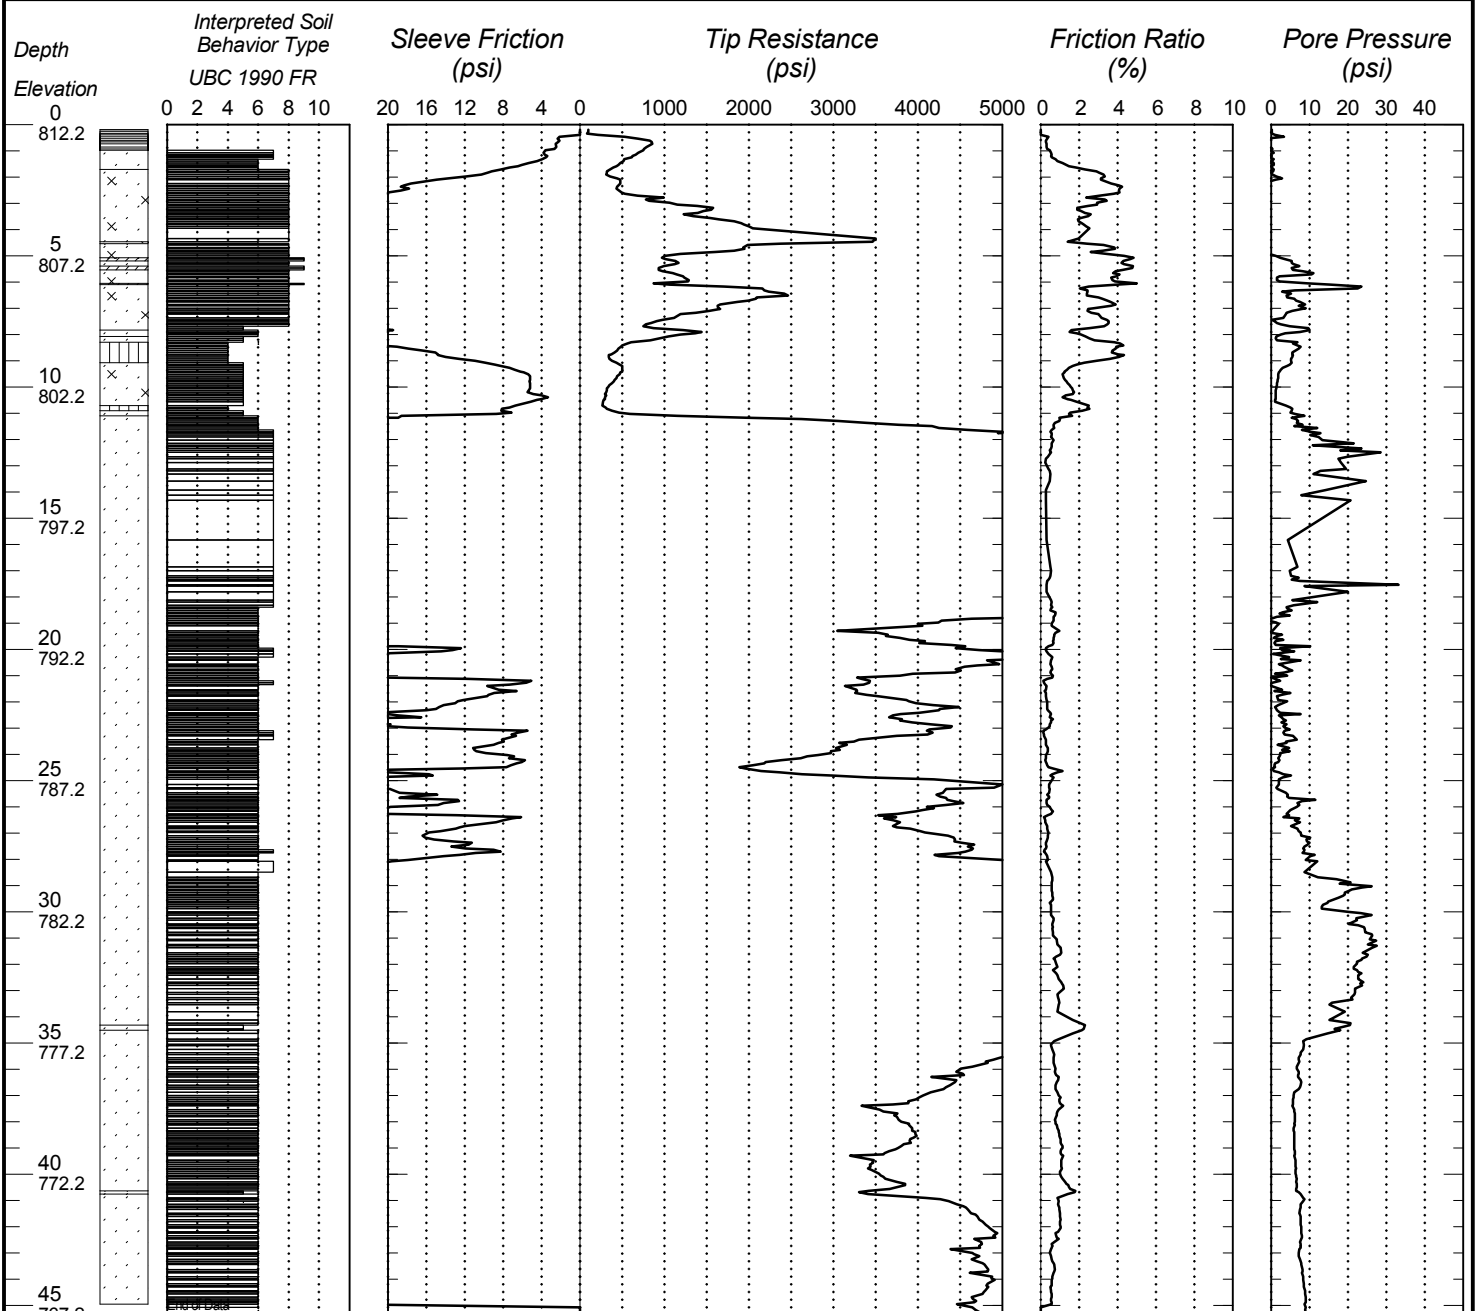 Depth
Elevation
Interpreted Soil
Behavior Type
UBC 1990 FR
Sleeve Friction
(psi)
Tip Resistance
(psi)
Friction Ratio
(%)
Pore Pressure
(psi)
0 2 4 6 8 10
20 16 12 8 4 0
1000 2000 3000 4000 5000
0 2 4 6 8 10
0 10 20 30 40
0
812.2
5
807.2
10
802.2
15
797.2
20
792.2
25
787.2
30
782.2
35
777.2
40
772.2
45
End of Data